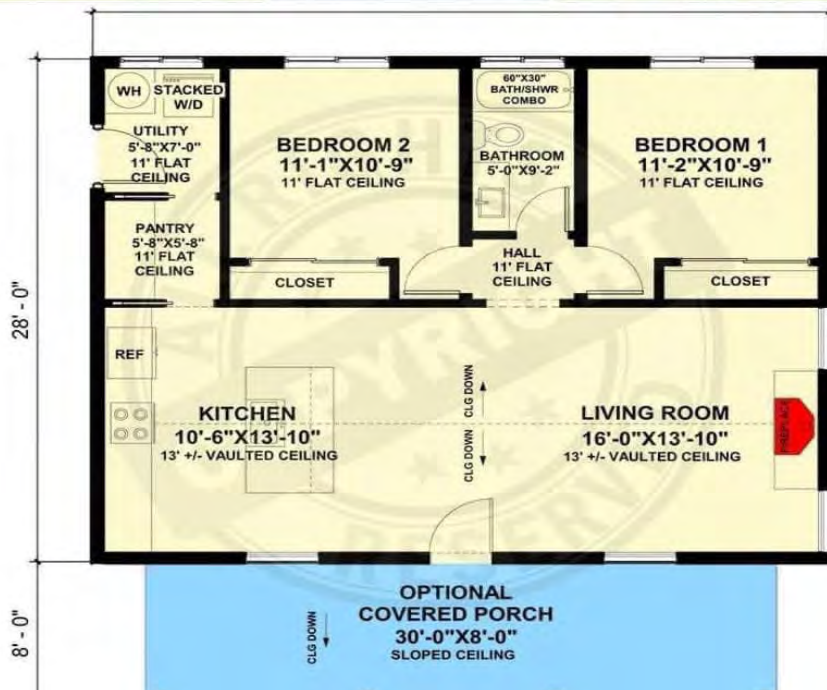 WH
STACKED
W/D
UTILITY
5'-8"X7'-0"
11' FLAT
CEILING
BEDROOM 2
11'-1"X10'-9"
11' FLAT CEILING
60"X30"
BATH/SHWR
COMBO
BATHROOM
5'-0"X9'-2"
BEDROOM 1
11'-2"X10'-9"
11' FLAT CEILING
PANTRY
5'-8"X5'-8"
11' FLAT
CEILING
CLOSET
HALL
11' FLAT
CEILING
CLOSET
28' - 0"
REF
KITCHEN
10'-6"X13'-10"
13' +/- VAULTED CEILING
CLG DOWN
CLG DOWN
LIVING ROOM
16'-0"X13'-10"
13' +/- VAULTED CEILING
FIREPLACE
8' - 0"
CLG DOWN
OPTIONAL
COVERED PORCH
30'-0"X8'-0"
SLOPED CEILING